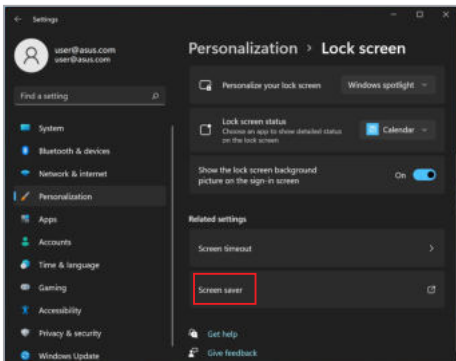 Settings
user@asus.com
user@asus.com
Find a setting
System
Bluetooth & devices
Network & internet
Personalization
Apps
Accounts
Time & language
Gaming
Accessibility
Privacy & security
Windows Update
Personalization > Lock screen
Personalize your lock screen
Windows spotlight
Lock screen status
Choose an app to show detailed status
on the lock screen
Calendar
Show the lock screen background
picture on the sign-in screen
On
Related settings
Screen timeout
Screen saver
Get help
Give feedback